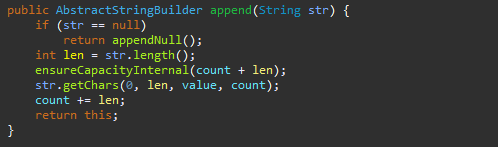 public AbstractStringBuilder append(String str) {
    if (str == null)
        return appendNull();
    int len = str.length();
    ensureCapacityInternal(count + len);
    str.getChars(0, len, value, count);
    count += len;
    return this;
}